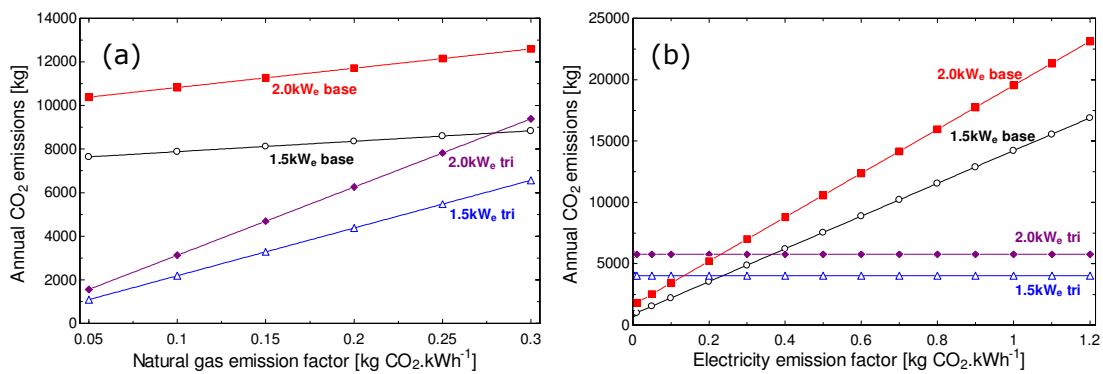 (a)
Annual CO₂ emissions [kg]
14000
12000
10000
8000
6000
4000
2000
0
2.0kWₑ base
1.5kWₑ base
2.0kWₑ tri
1.5kWₑ tri
0.05 0.1 0.15 0.2 0.25 0.3
Natural gas emission factor [kg CO₂.kWh⁻¹]
(b)
Annual CO₂ emissions [kg]
25000
20000
15000
10000
5000
0
2.0kWₑ base
1.5kWₑ base
2.0kWₑ tri
1.5kWₑ tri
0 0.2 0.4 0.6 0.8 1 1.2
Electricity emission factor [kg CO₂.kWh⁻¹]